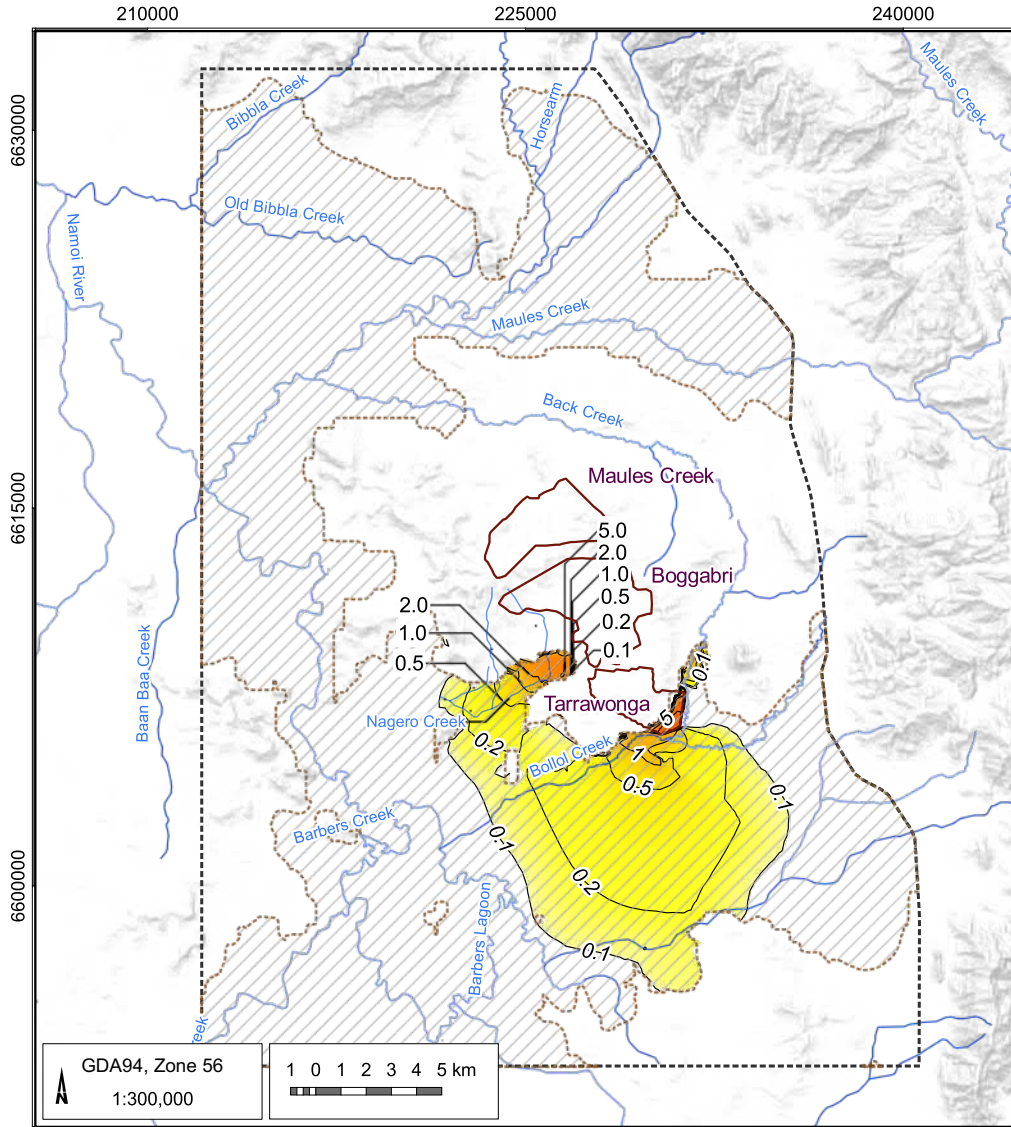 210000
225000
240000
6630000
6615000
6600000
Bibbla Creek
Horsearm
Maules Creek
Old Bibbla Creek
Namoi River
Maules Creek
Back Creek
Maules Creek
5.0
2.0
1.0
Boggabri
0.5
0.2
0.1
2.0
1.0
0.5
0.1
Baan Baa Creek
Tarrawonga
5
Nagero Creek
0.2
Bollol Creek
1
0.5
0.1
Barbers Creek
0.1
0.2
Barbers Lagoon
0.1
reek
GDA94, Zone 56
N
1:300,000
1 0 1 2 3 4 5 km